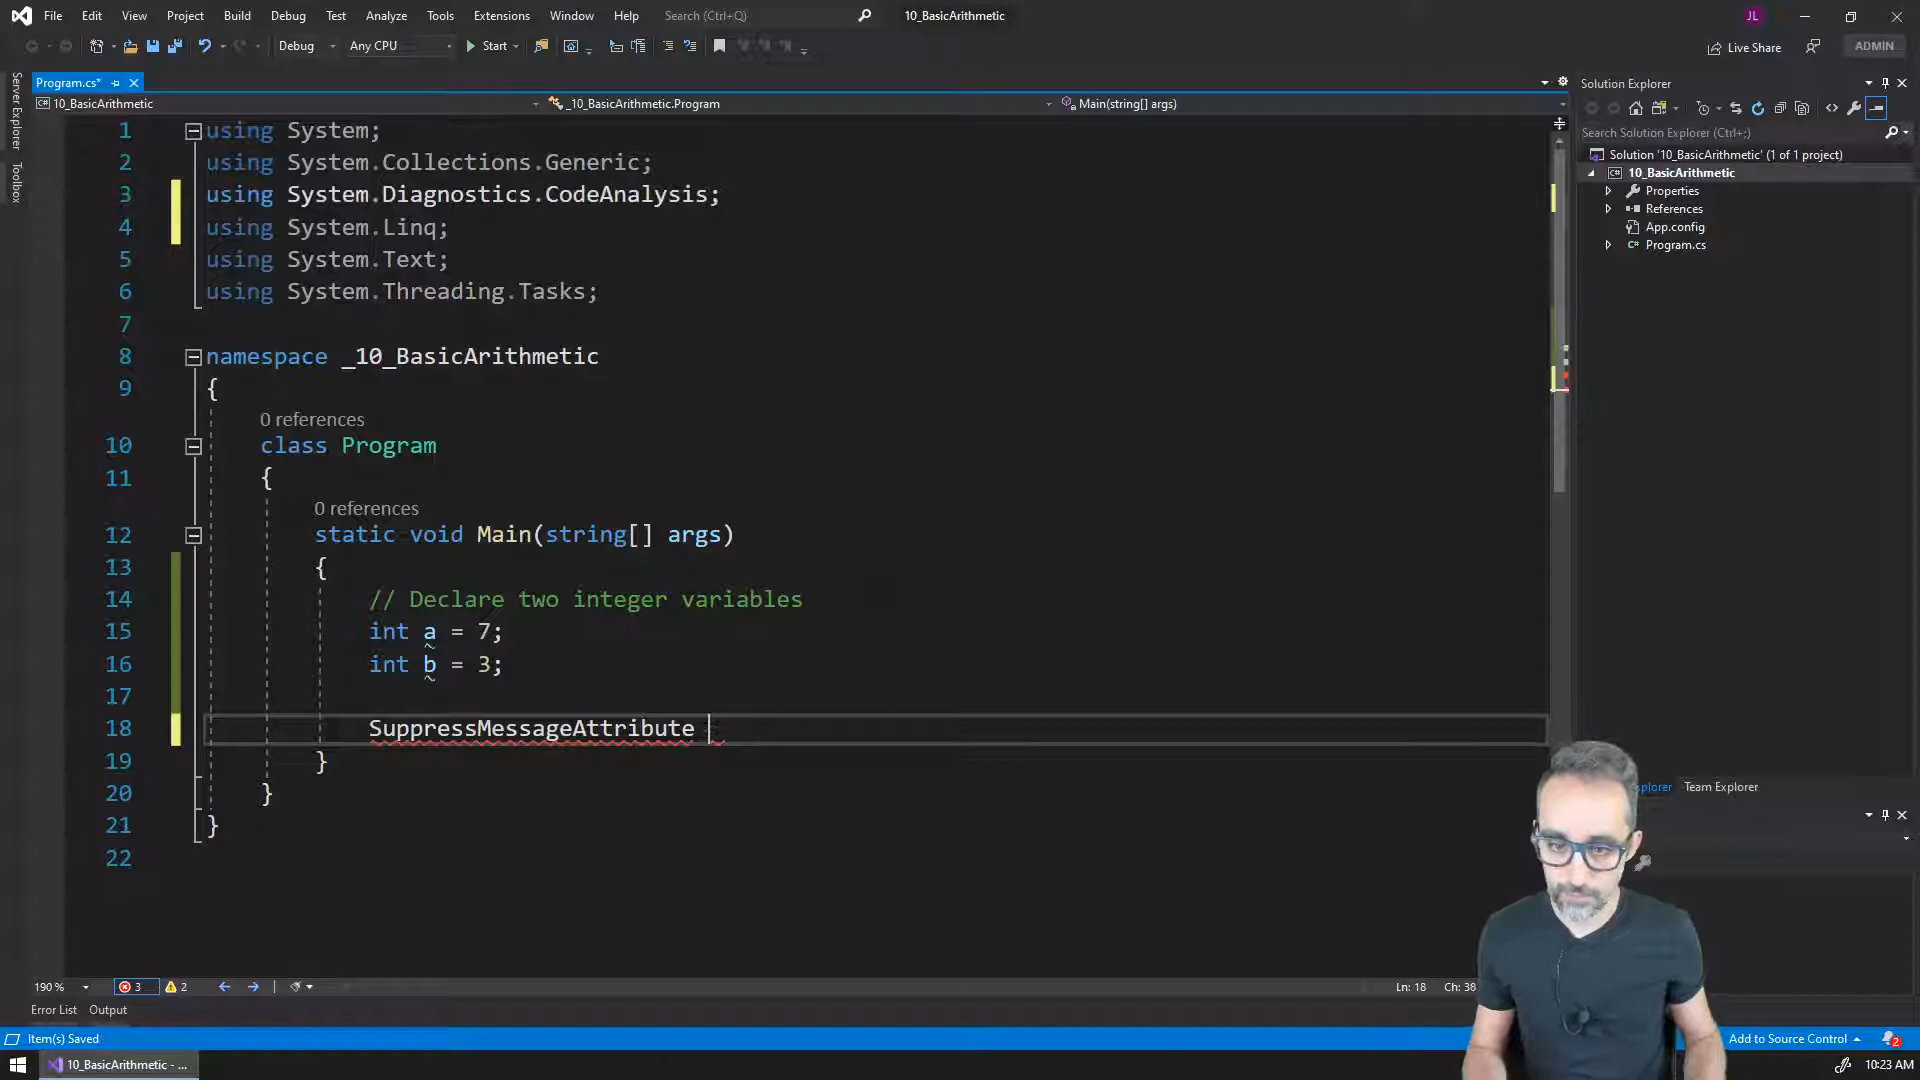 File Edit View Project Build Debug Test Analyze Tools Extensions Window Help Search (Ctrl+Q) 10_BasicArithmetic JL
Debug Any CPU Start Live Share ADMIN
Server Explorer
Toolbox
Program.cs*
10_BasicArithmetic _10_BasicArithmetic.Program Main(string[] args)
1 using System;
2 using System.Collections.Generic;
3 using System.Diagnostics.CodeAnalysis;
4 using System.Linq;
5 using System.Text;
6 using System.Threading.Tasks;
7
8 namespace _10_BasicArithmetic
9 {
0 references
10 class Program
11 {
0 references
12 static void Main(string[] args)
13 {
14 // Declare two integer variables
15 int a = 7;
16 int b = 3;
17
18 SuppressMessageAttribute
19 }
20 }
21 }
22
Solution Explorer
Search Solution Explorer (Ctrl+;)
Solution '10_BasicArithmetic' (1 of 1 project)
10_BasicArithmetic
Properties
References
App.config
Program.cs
Team Explorer
190 % 3 2 Ln: 18 Ch: 38
Error List Output
Item(s) Saved Add to Source Control 2
10_BasicArithmetic - ... 10:23 AM